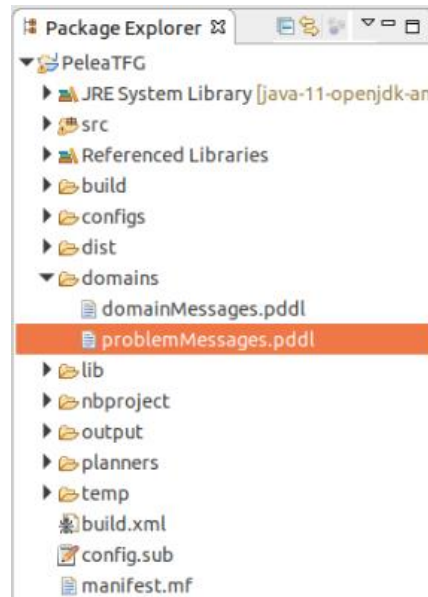 Package Explorer
PeleaTFG
JRE System Library [java-11-openjdk-am
src
Referenced Libraries
build
configs
dist
domains
domainMessages.pddl
problemMessages.pddl
lib
nbproject
output
planners
temp
build.xml
config.sub
manifest.mf